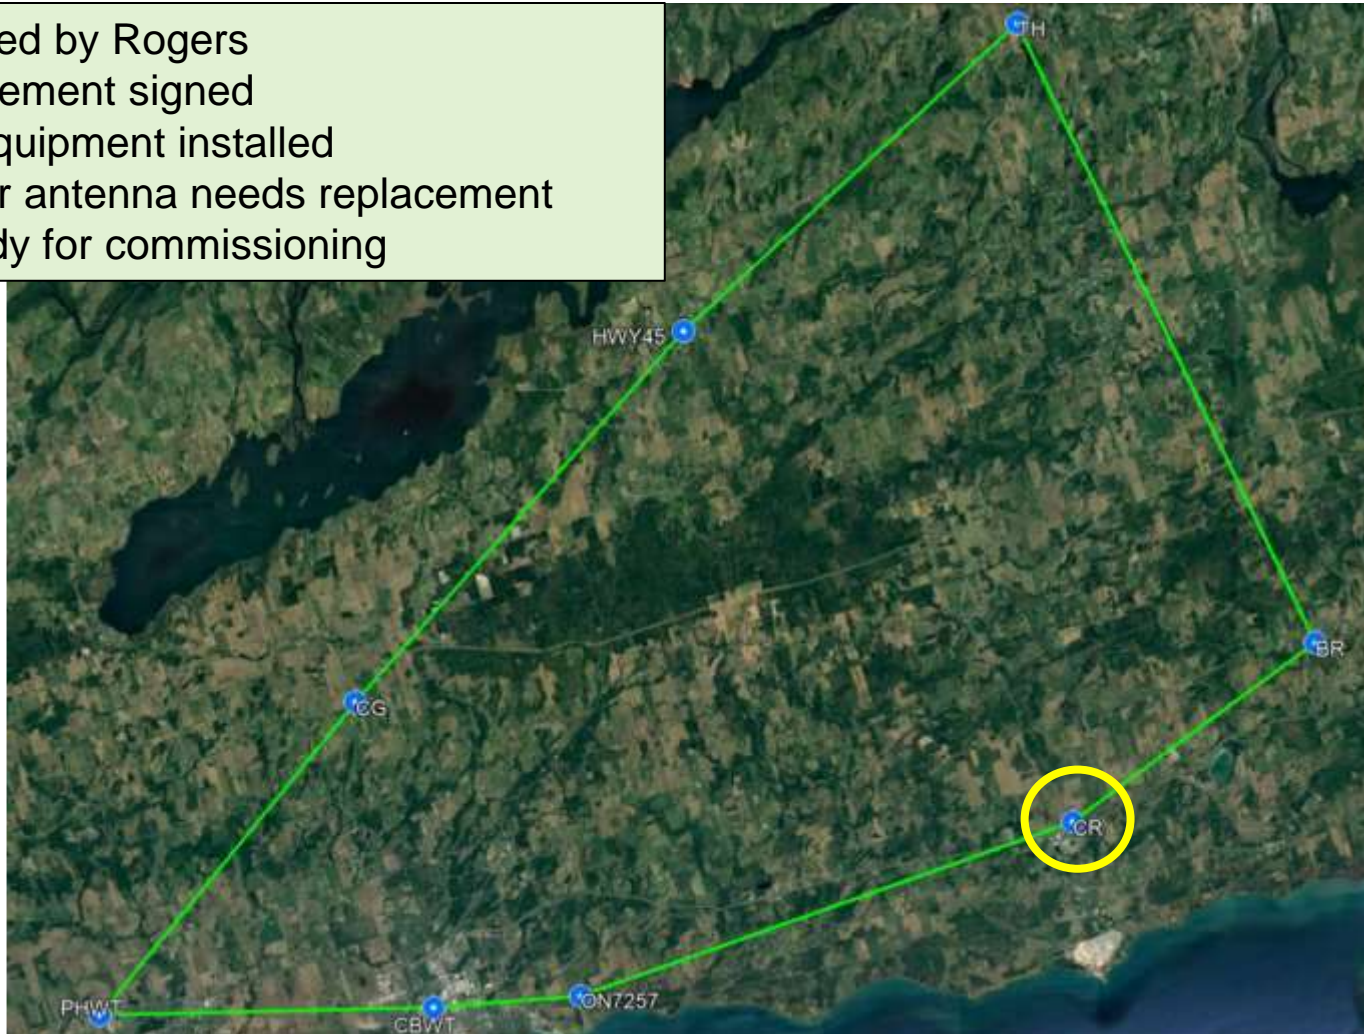 ed by Rogers
ement signed
quipment installed
r antenna needs replacement
dy for commissioning
TH
HWY45
BR
CG
CR
ON7257
PHWT
CBWT